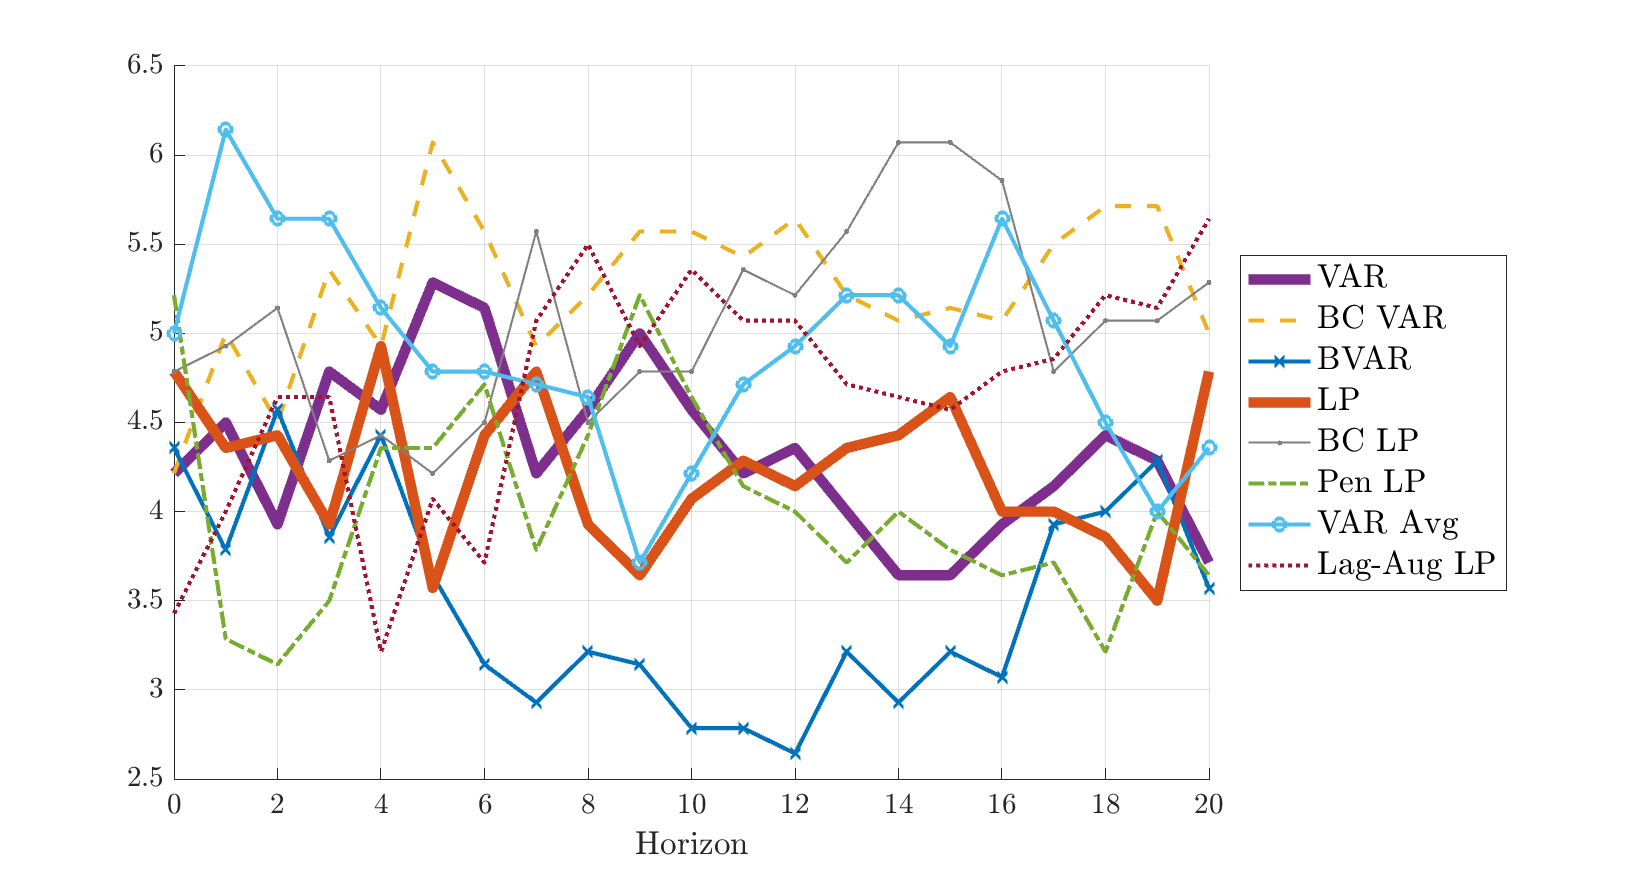 6.5
6
5.5
5
4.5
4
3.5
3
2.5
0 2 4 6 8 10 12 14 16 18 20
Horizon
VAR
BC VAR
BVAR
LP
BC LP
Pen LP
VAR Avg
Lag-Aug LP